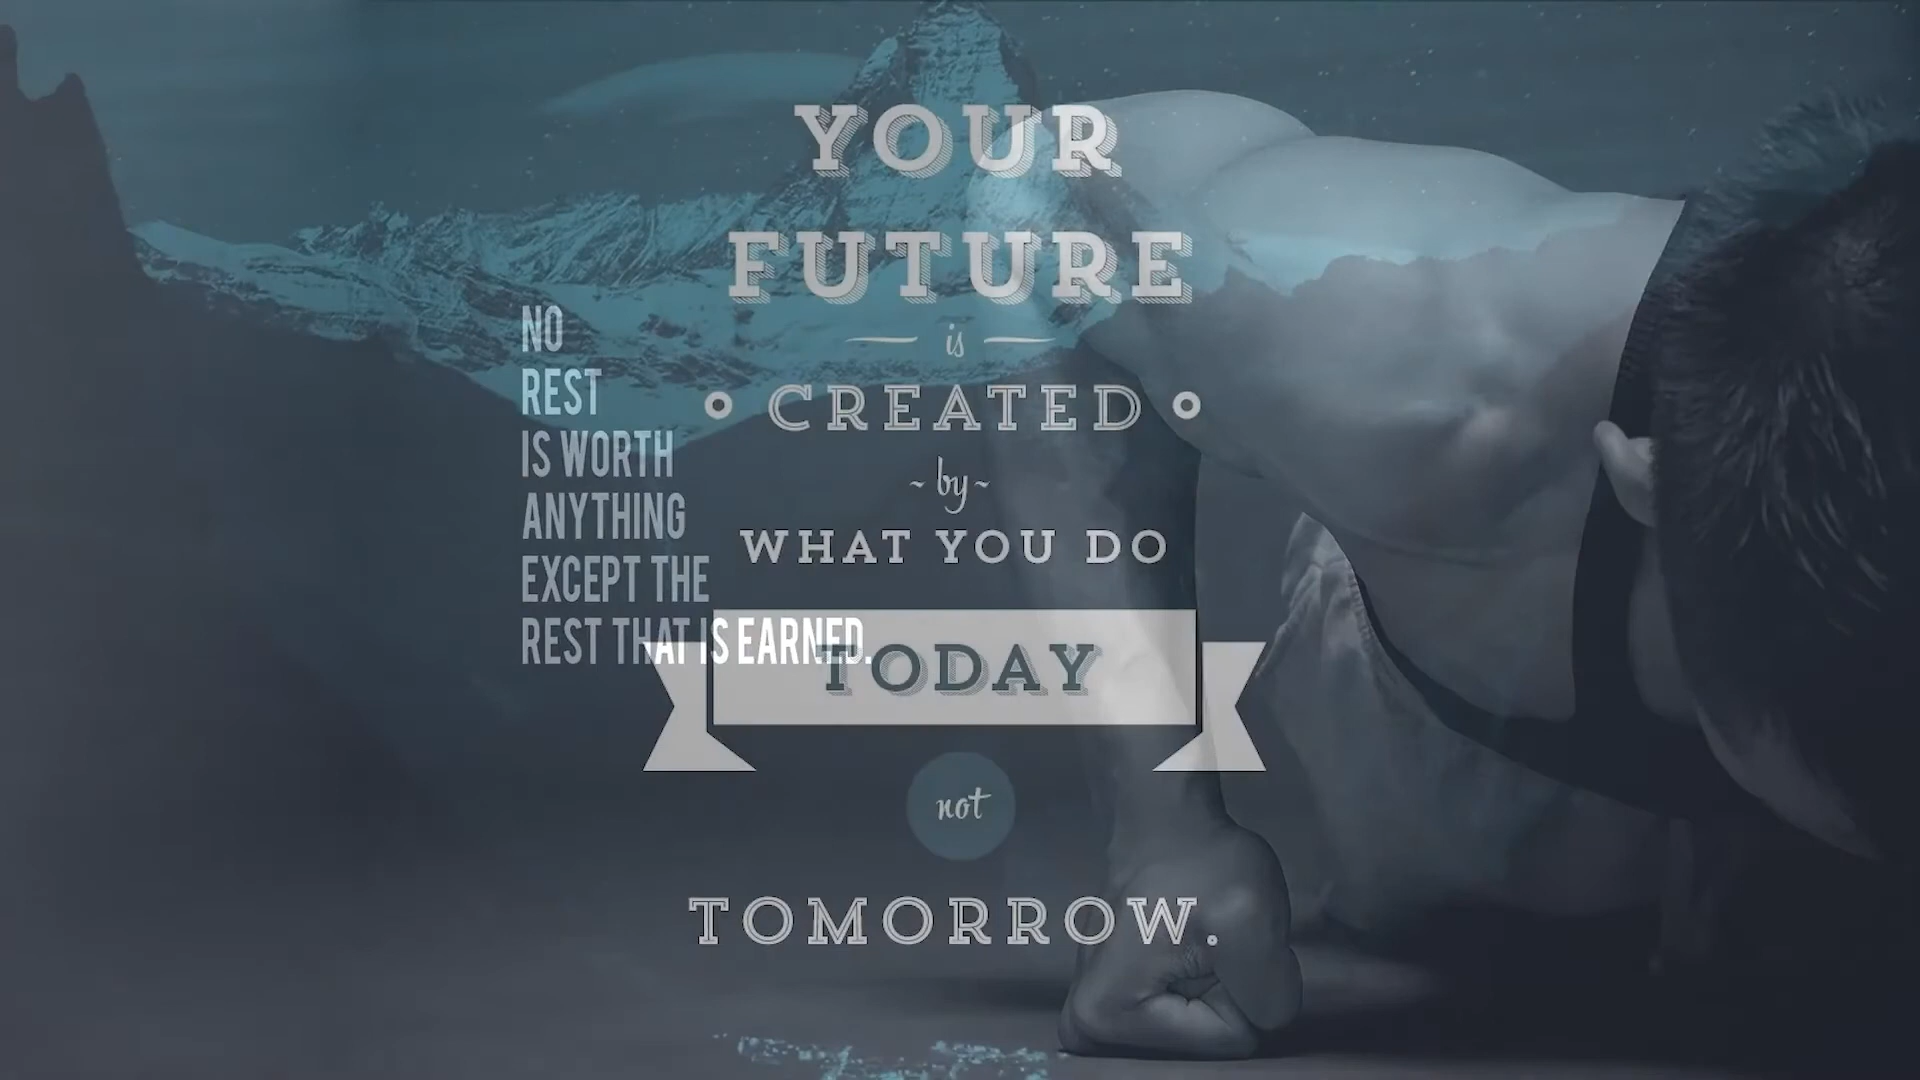 YOUR
FUTURE
is
CREATED
~ by ~
WHAT YOU DO
TODAY
not
TOMORROW.
NO
REST
IS WORTH
ANYTHING
EXCEPT THE
REST THAT IS EARNED.